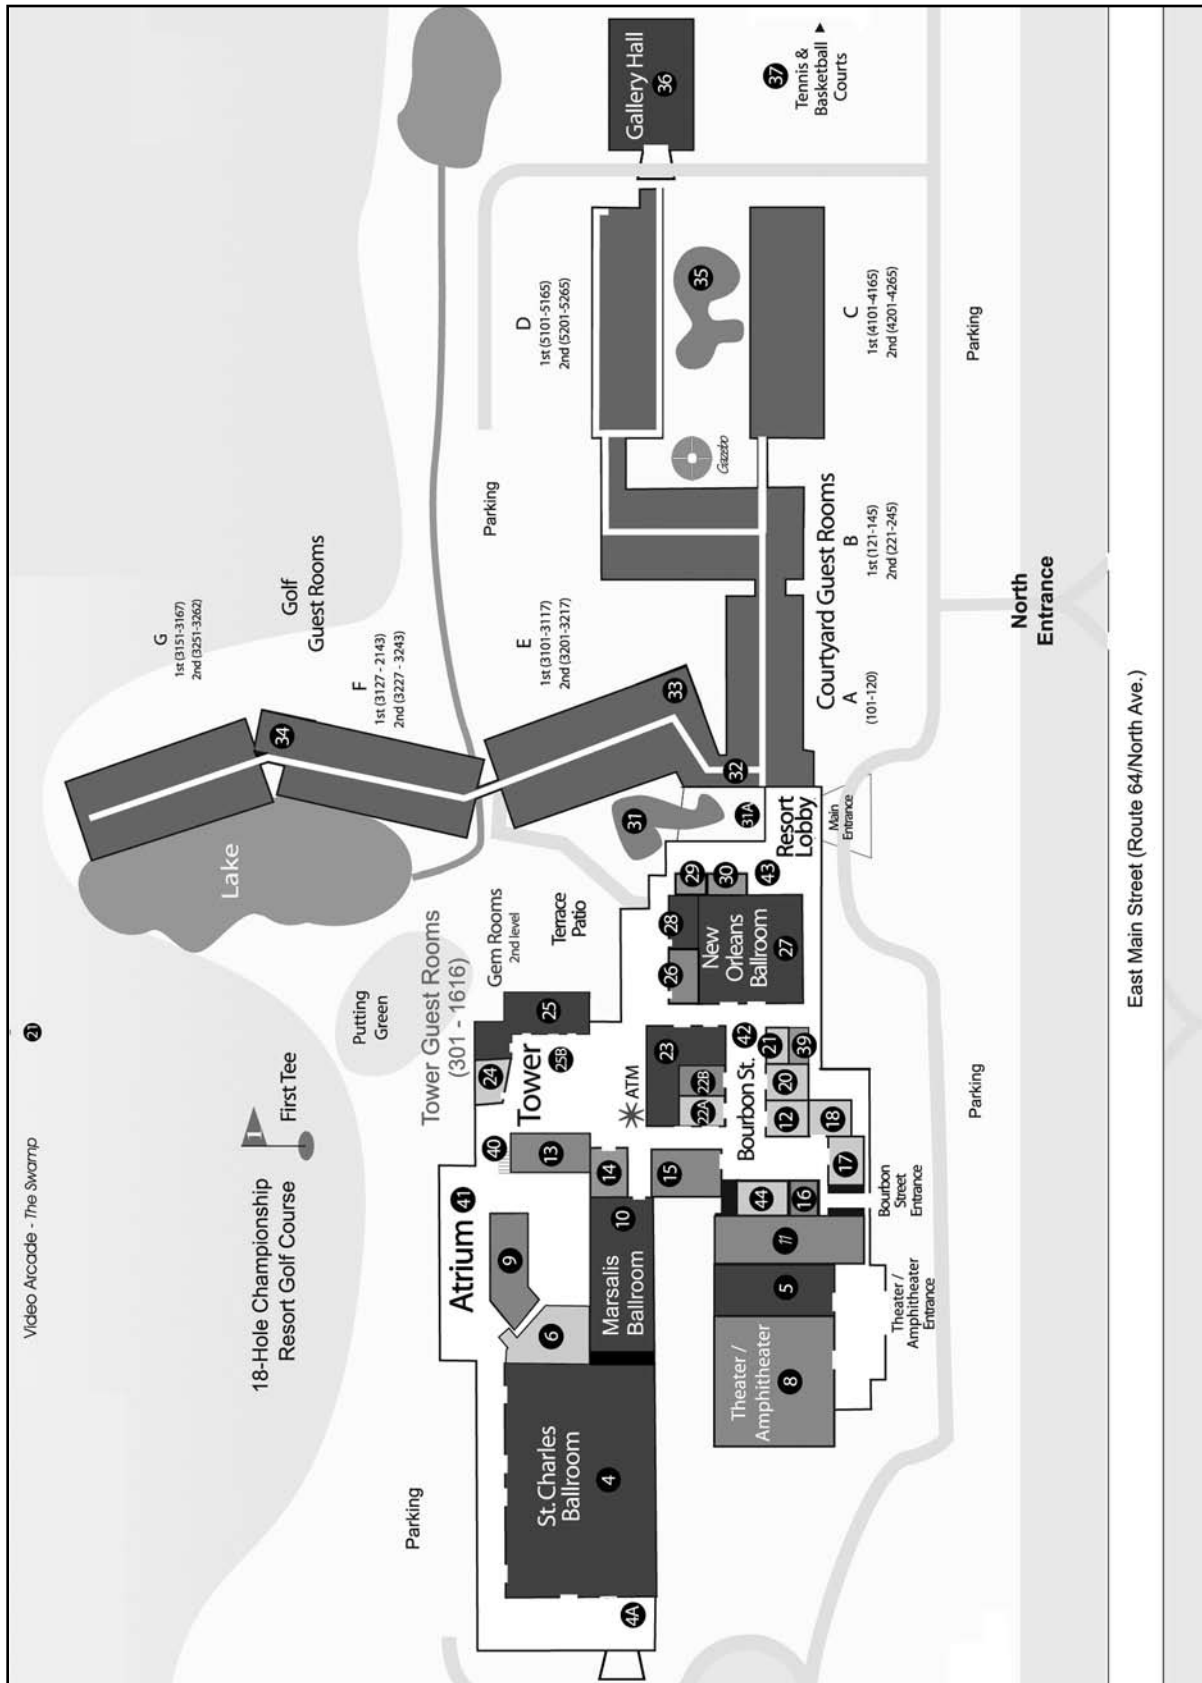 Video Arcade - The Swamp
21
18-Hole Championship
Resort Golf Course
1
First Tee
Putting
Green
Lake
G
1st (3151-3167)
2nd (3251-3262)
Golf
Guest Rooms
F
1st (3127 - 2143)
2nd (3227 - 3243)
34
E
1st (3101-3117)
2nd (3201-3217)
33
32
Parking
D
1st (5101-5165)
2nd (5201-5265)
Gallery Hall
36
37
Tennis &
Basketball ►
Courts
35
Gazebo
C
1st (4101-4165)
2nd (4201-4265)
Courtyard Guest Rooms
B
1st (121-145)
2nd (221-245)
A
(101-120)
Parking
North
Entrance
31
31A
Resort
Lobby
Main
Entrance
Tower Guest Rooms
(301 - 1616)
Gem Rooms
2nd level
Terrace
Patio
29
30
43
28
26
New
Orleans
Ballroom
27
25
24
Tower
25B
ATM
23
22A
22B
42
Bourbon St.
21
39
20
12
18
17
Bourbon
Street
Entrance
40
13
14
15
Atrium
41
9
6
10
Marsalis
Ballroom
44
16
11
5
Theater /
Amphitheater
8
Theater /
Amphitheater
Entrance
St. Charles
Ballroom
4
4A
Parking
Parking
East Main Street (Route 64/North Ave.)